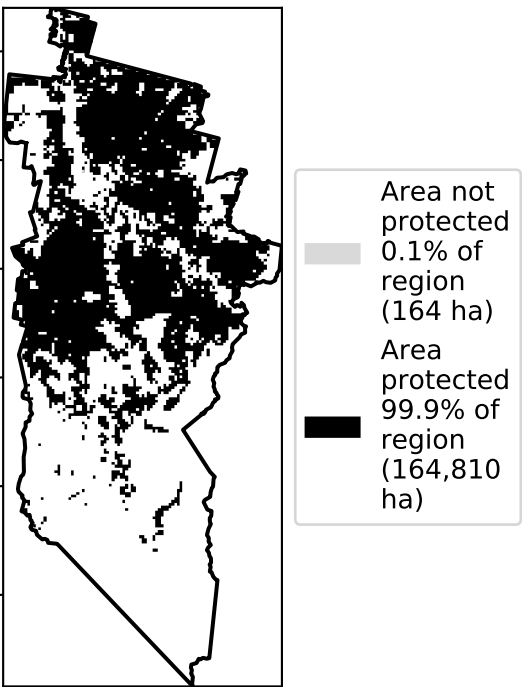 Area not
protected
0.1% of
region
(164 ha)
Area
protected
99.9% of
region
(164,810
ha)